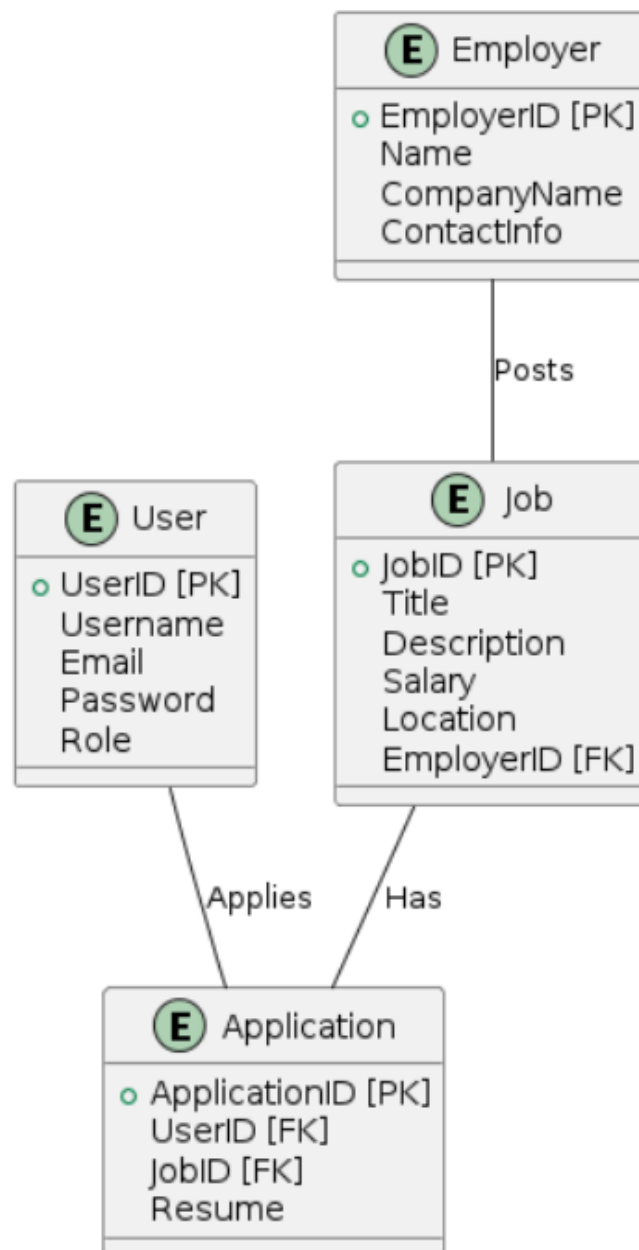 E Employer
EmployerID [PK]
Name
CompanyName
ContactInfo
Posts
E User
UserID [PK]
Username
Email
Password
Role
E Job
JobID [PK]
Title
Description
Salary
Location
EmployerID [FK]
Applies
Has
E Application
ApplicationID [PK]
UserID [FK]
JobID [FK]
Resume